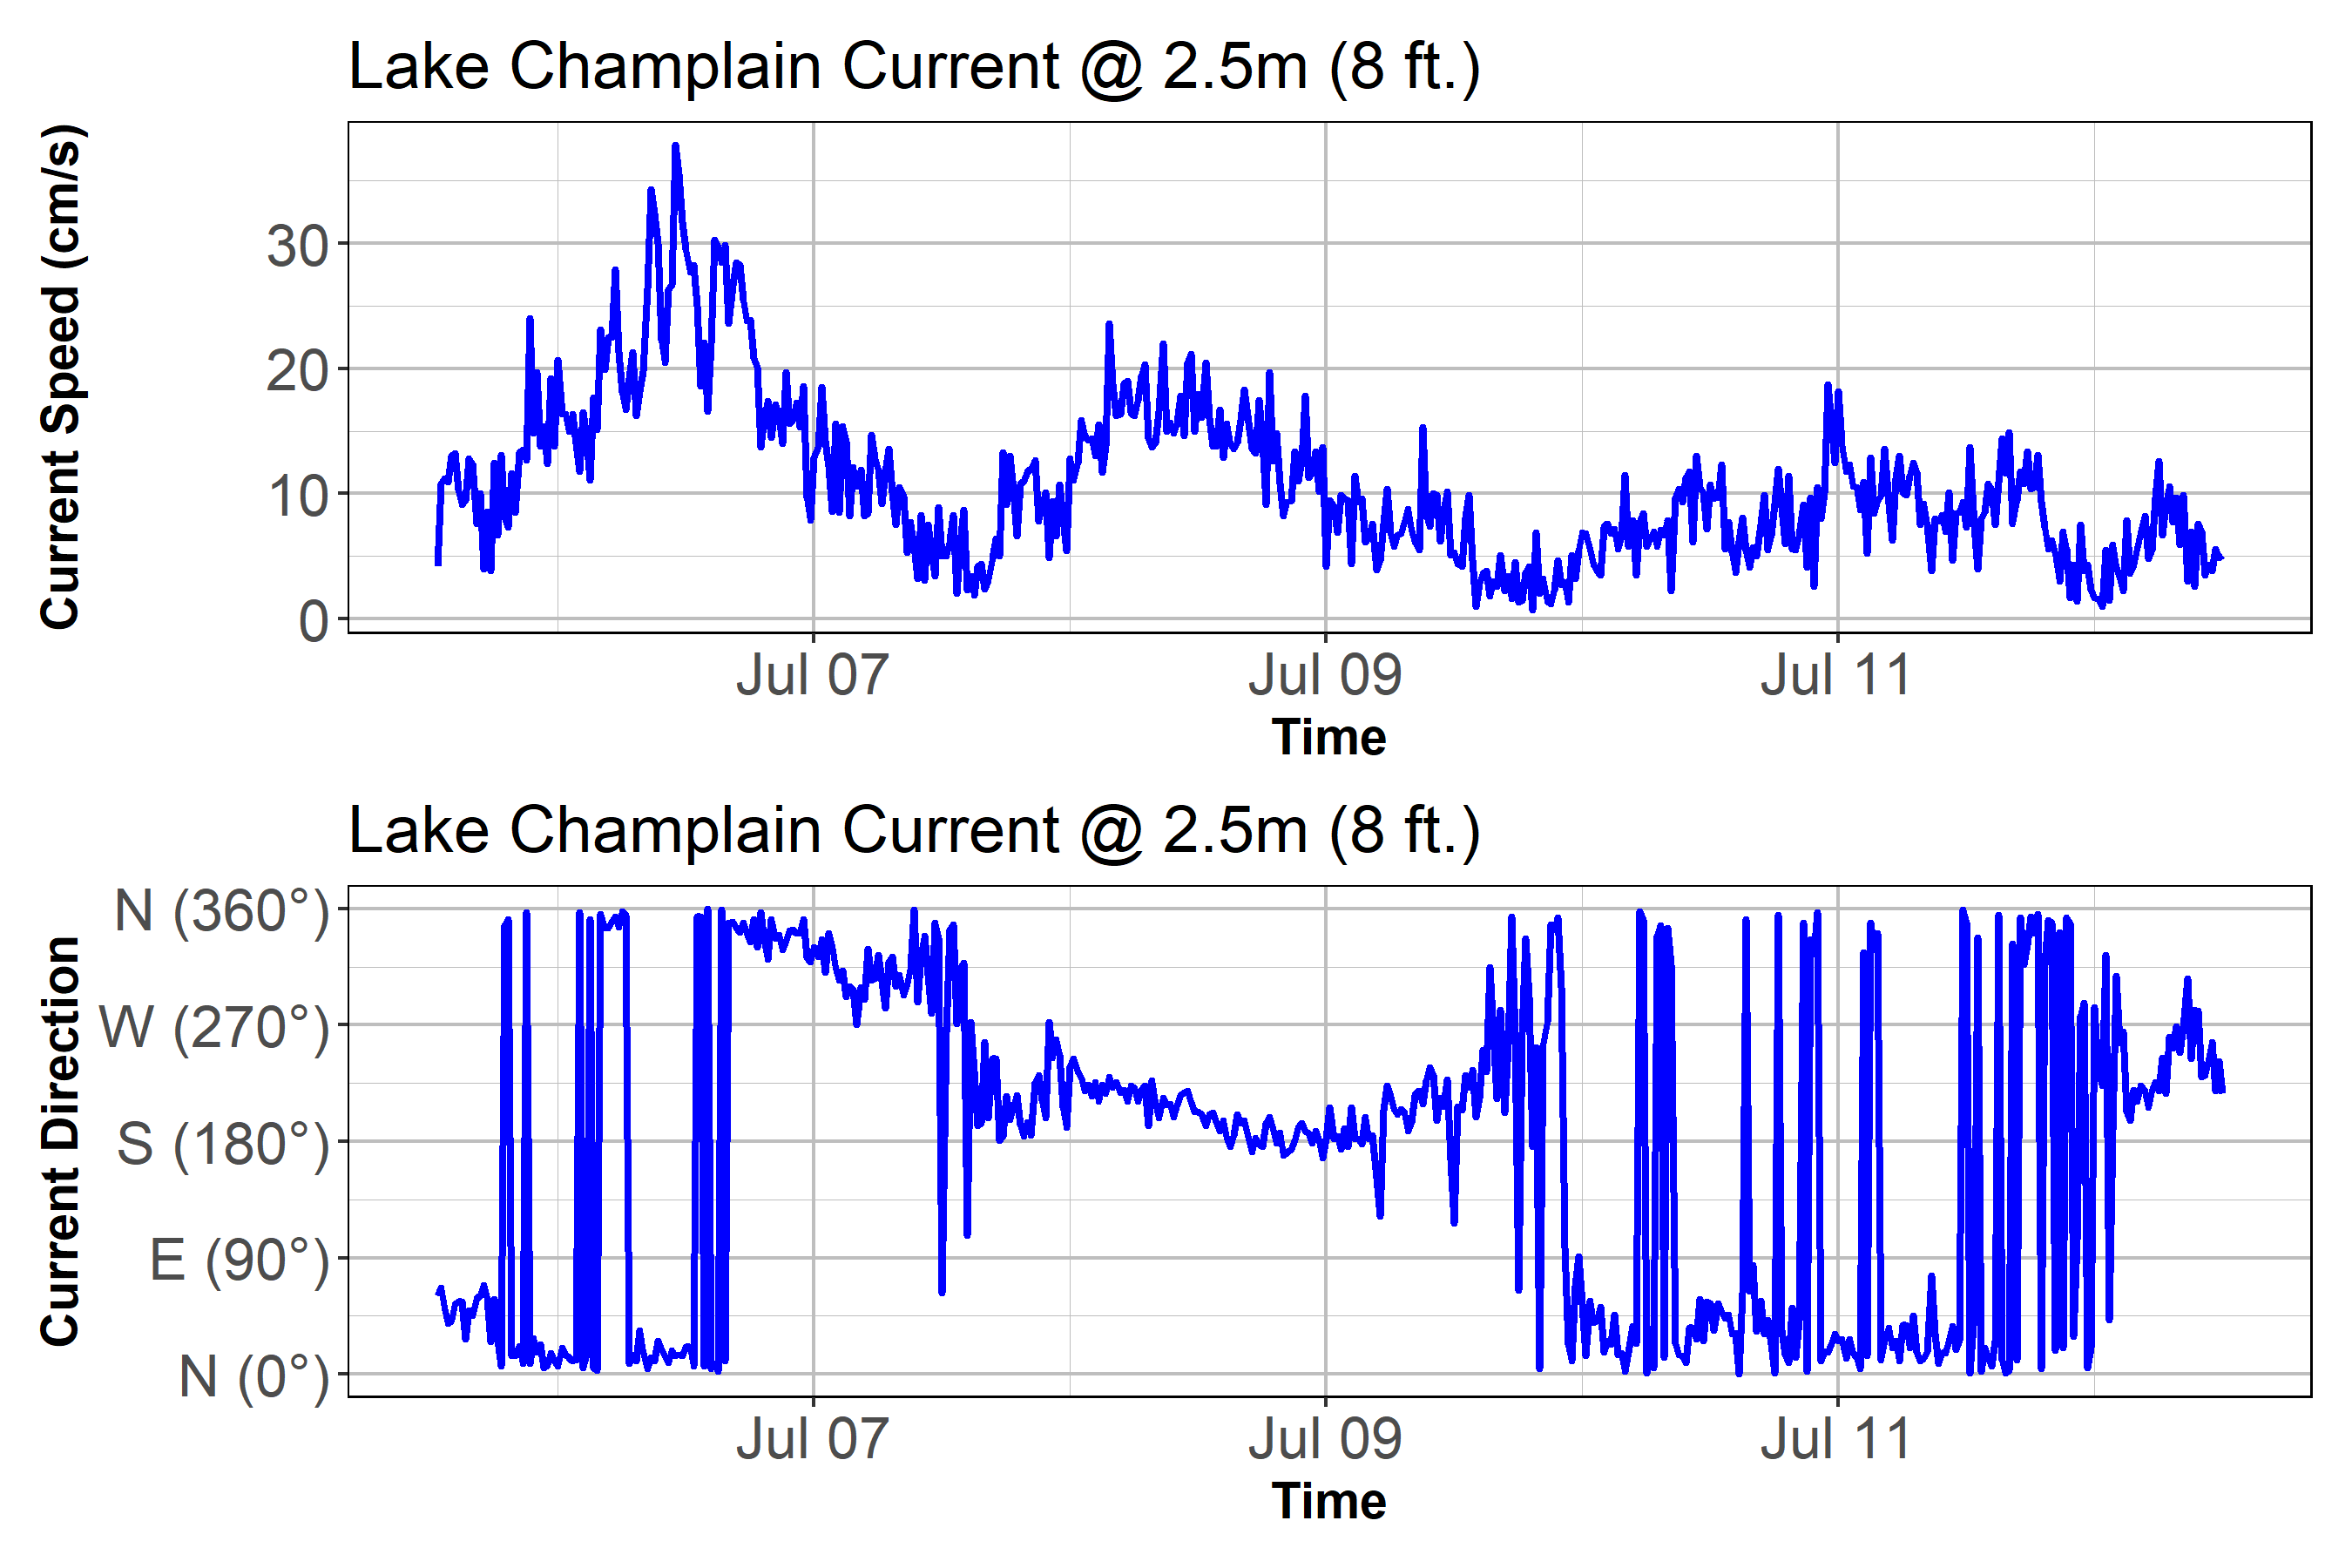 Lake Champlain Current @ 2.5m (8 ft.)
Current Speed (cm/s)
30
20
10
0
Jul 07 Jul 09 Jul 11
Time
Lake Champlain Current @ 2.5m (8 ft.)
Current Direction
N (360°)
W (270°)
S (180°)
E (90°)
N (0°)
Jul 07 Jul 09 Jul 11
Time